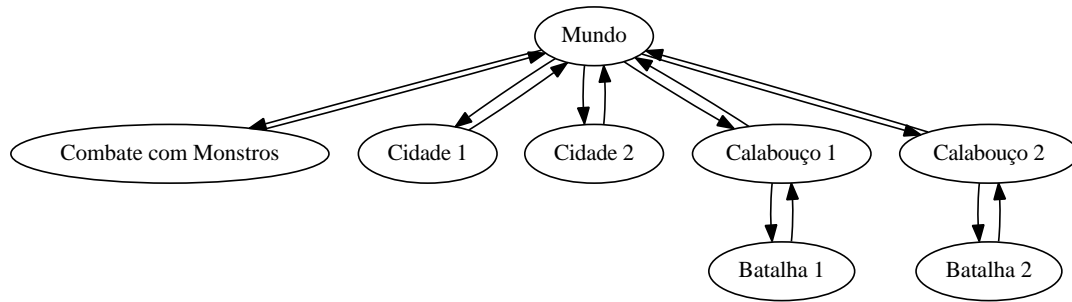 Mundo
Combate com Monstros
Cidade 1
Cidade 2
Calabouço 1
Calabouço 2
Batalha 1
Batalha 2